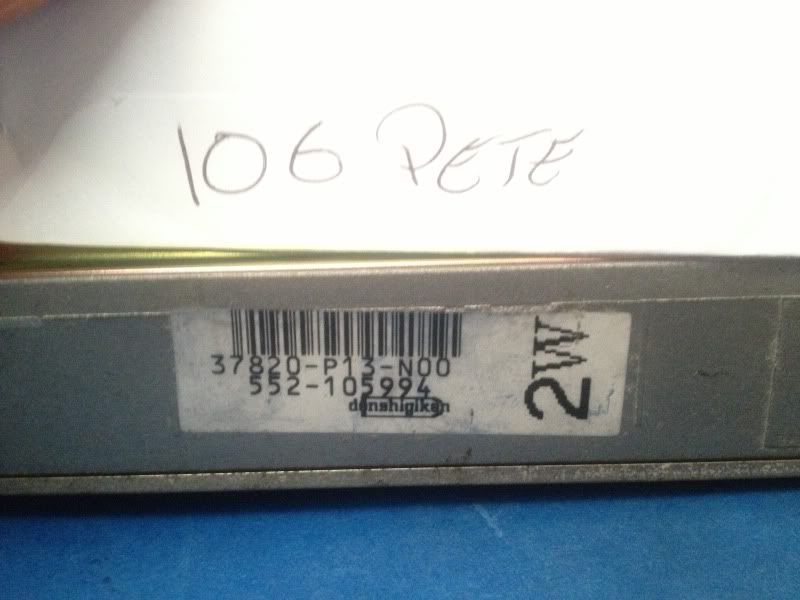 106 PETE
37820-P13-N00
552-105994
denshigiken
2W